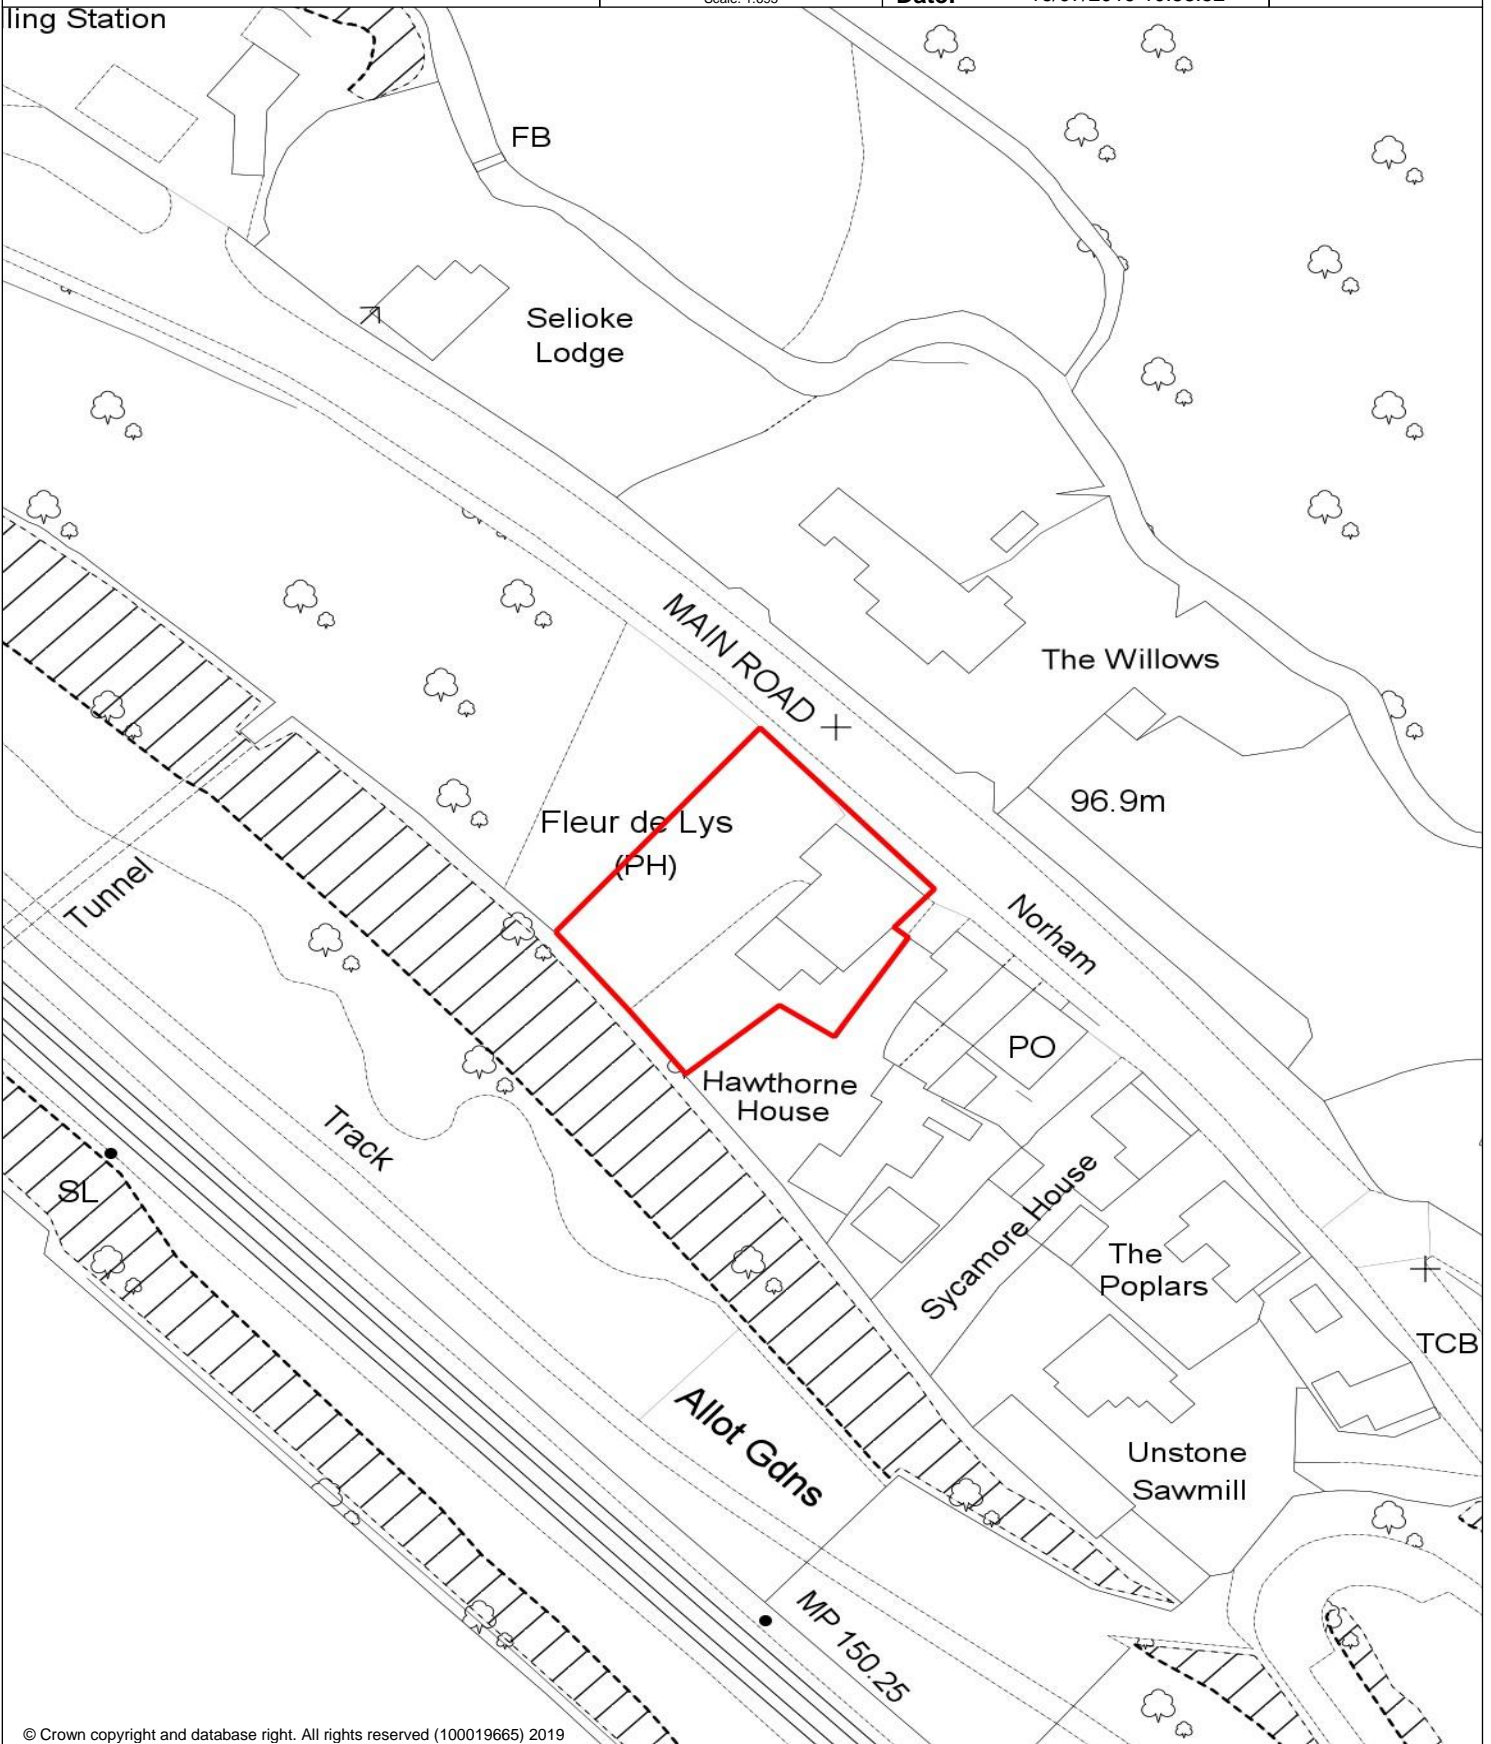 ling Station
FB
Selioke
Lodge
MAIN ROAD
The Willows
96.9m
Fleur de Lys
(PH)
Tunnel
Norham
PO
Hawthorne
House
Track
SL
Sycamore House
The
Poplars
TCB
Allot Gdns
Unstone
Sawmill
MP 150.25
© Crown copyright and database right. All rights reserved (100019665) 2019